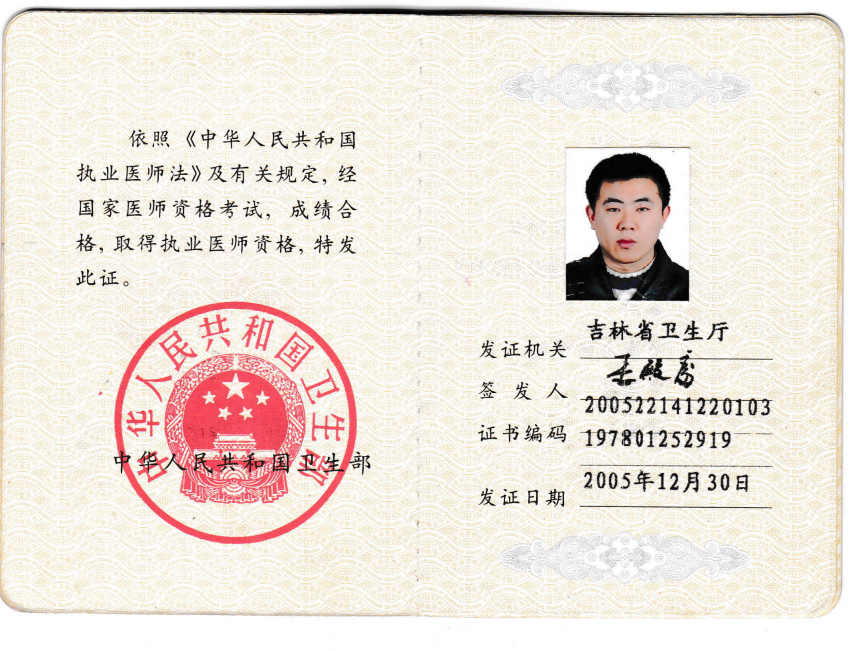 依照《中华人民共和国
执业医师法》及有关规定,经
国家医师资格考试,成绩合
格,取得执业医师资格,特发
此证。
中华人民共和国卫生部
中华人民共和国卫生部
发证机关 吉林省卫生厅
签发人
证书编码 200522141220103
197801252919
发证日期 2005年12月30日